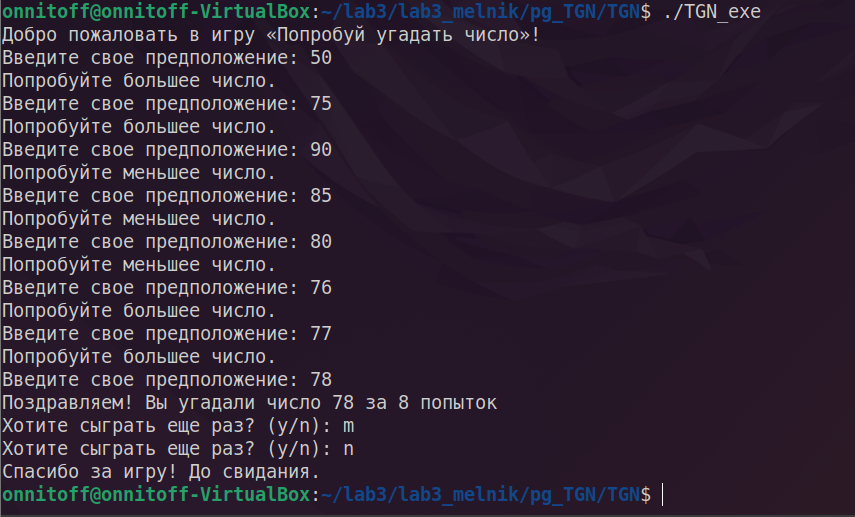 onnitoff@onnitoff-VirtualBox:~/lab3/lab3_melnik/pg_TGN/TGN$ ./TGN_exe
Добро пожаловать в игру «Попробуй угадать число»!
Введите свое предположение: 50
Попробуйте большее число.
Введите свое предположение: 75
Попробуйте большее число.
Введите свое предположение: 90
Попробуйте меньшее число.
Введите свое предположение: 85
Попробуйте меньшее число.
Введите свое предположение: 80
Попробуйте меньшее число.
Введите свое предположение: 76
Попробуйте большее число.
Введите свое предположение: 77
Попробуйте большее число.
Введите свое предположение: 78
Поздравляем! Вы угадали число 78 за 8 попыток
Хотите сыграть еще раз? (y/n): m
Хотите сыграть еще раз? (y/n): n
Спасибо за игру! До свидания.
onnitoff@onnitoff-VirtualBox:~/lab3/lab3_melnik/pg_TGN/TGN$